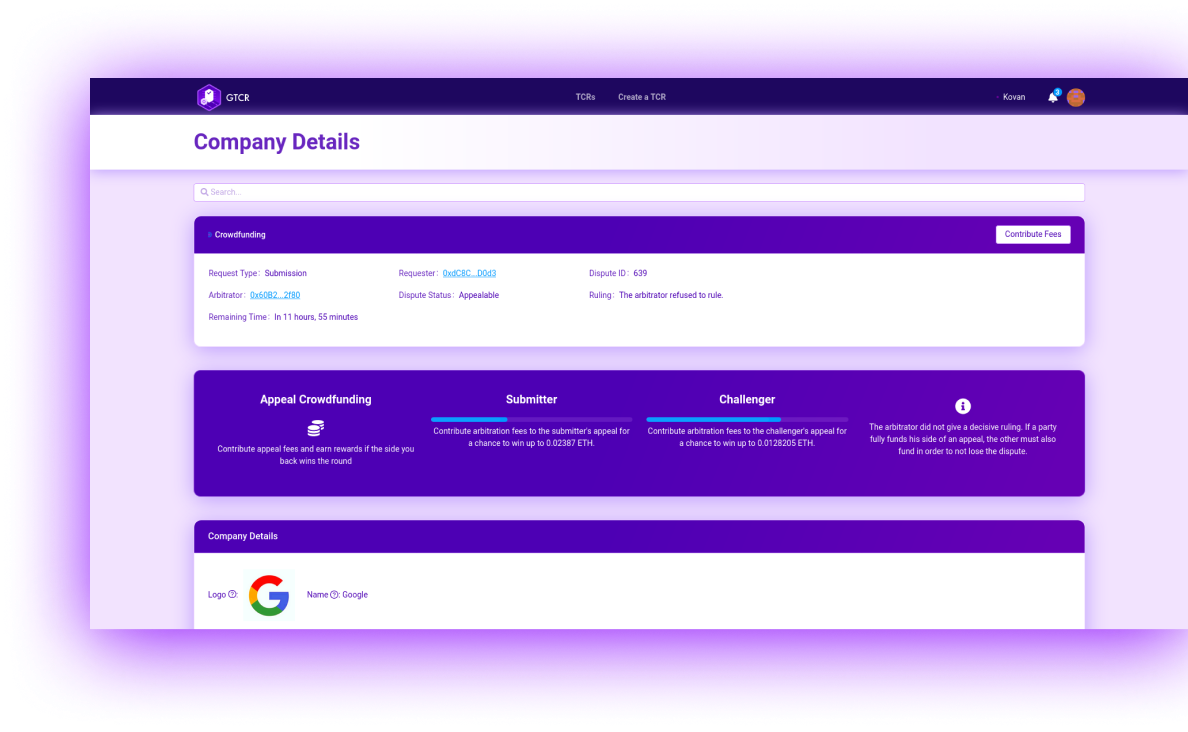 GTCR
TCRs Create a TCR
Kovan
3
Company Details
Search...
Crowdfunding
Contribute Fees
Request Type: Submission
Requester: 0xdC8C...D0d3
Dispute ID: 639
Arbitrator: 0x60B2...2f80
Dispute Status: Appealable
Ruling: The arbitrator refused to rule.
Remaining Time: In 11 hours, 55 minutes
Appeal Crowdfunding
Contribute appeal fees and earn rewards if the side you
back wins the round
Submitter
Contribute arbitration fees to the submitter's appeal for
a chance to win up to 0.02387 ETH.
Challenger
Contribute arbitration fees to the challenger's appeal for
a chance to win up to 0.0128205 ETH.
The arbitrator did not give a decisive ruling. If a party
fully funds his side of an appeal, the other must also
fund in order to not lose the dispute.
Company Details
Logo ?:
Name ?: Google